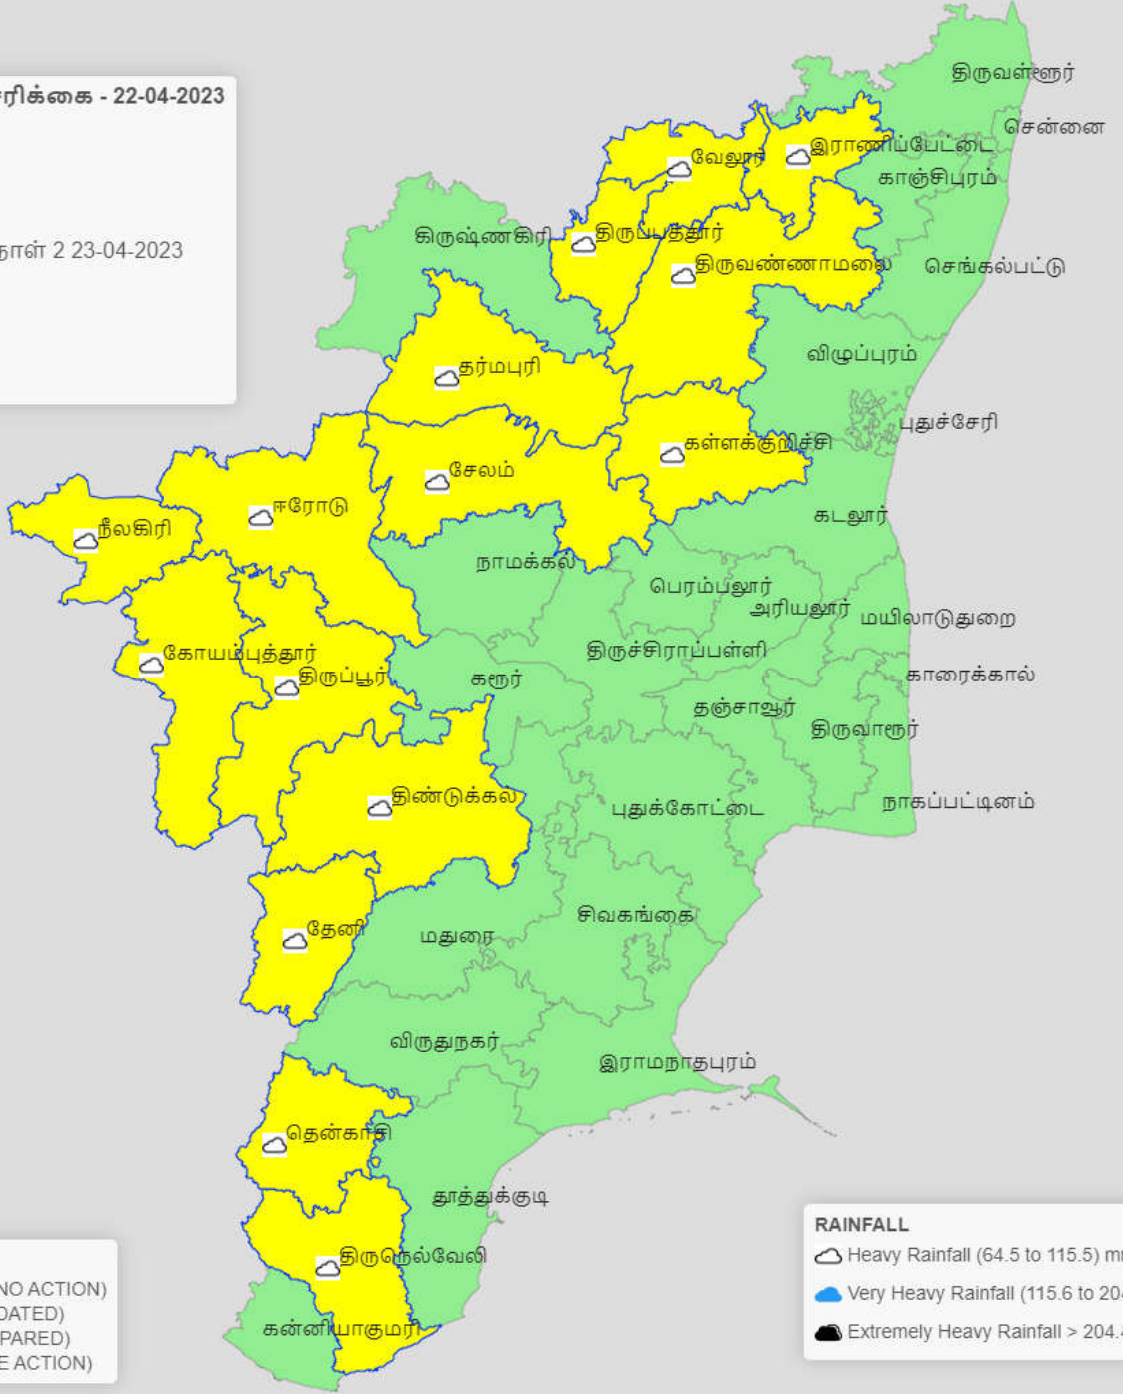 சரிக்கை - 22-04-2023
நாள் 2 23-04-2023
திருவள்ளூர்
சென்னை
இராணிப்பேட்டை
வேலூர்
காஞ்சிபுரம்
திருப்பத்தூர்
கிருஷ்ணகிரி
திருவண்ணாமலை
செங்கல்பட்டு
விழுப்புரம்
தர்மபுரி
புதுச்சேரி
கள்ளக்குறிச்சி
சேலம்
ஈரோடு
கடலூர்
நீலகிரி
நாமக்கல்
பெரம்பலூர்
அரியலூர்
மயிலாடுதுறை
திருச்சிராப்பள்ளி
கோயம்புத்தூர்
காரைக்கால்
திருப்பூர்
கரூர்
தஞ்சாவூர்
திருவாரூர்
திண்டுக்கல்
நாகப்பட்டினம்
புதுக்கோட்டை
சிவகங்கை
தேனி
மதுரை
விருதுநகர்
இராமநாதபுரம்
தென்காசி
தூத்துக்குடி
திருநெல்வேலி
கன்னியாகுமரி
NO ACTION)
DATED)
PARED)
E ACTION)
RAINFALL
Heavy Rainfall (64.5 to 115.5) m
Very Heavy Rainfall (115.6 to 20
Extremely Heavy Rainfall > 204.